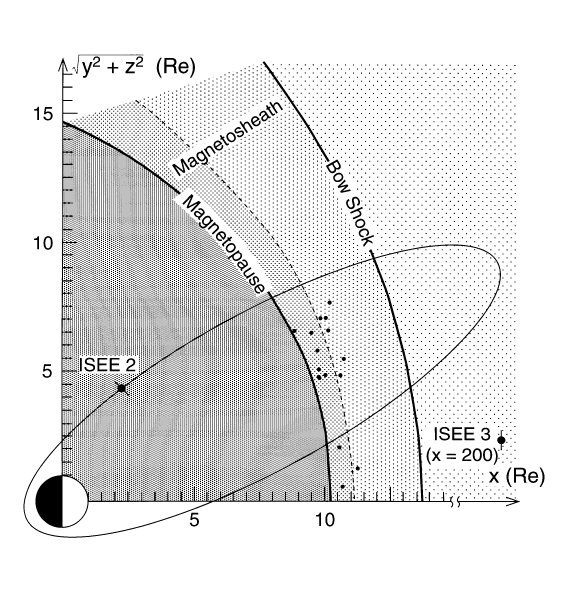 √y² + z² (Re)
15
Magnetosheath
Bow Shock
Magnetopause
10
ISEE 2
5
ISEE 3
(x = 200)
x (Re)
5
10